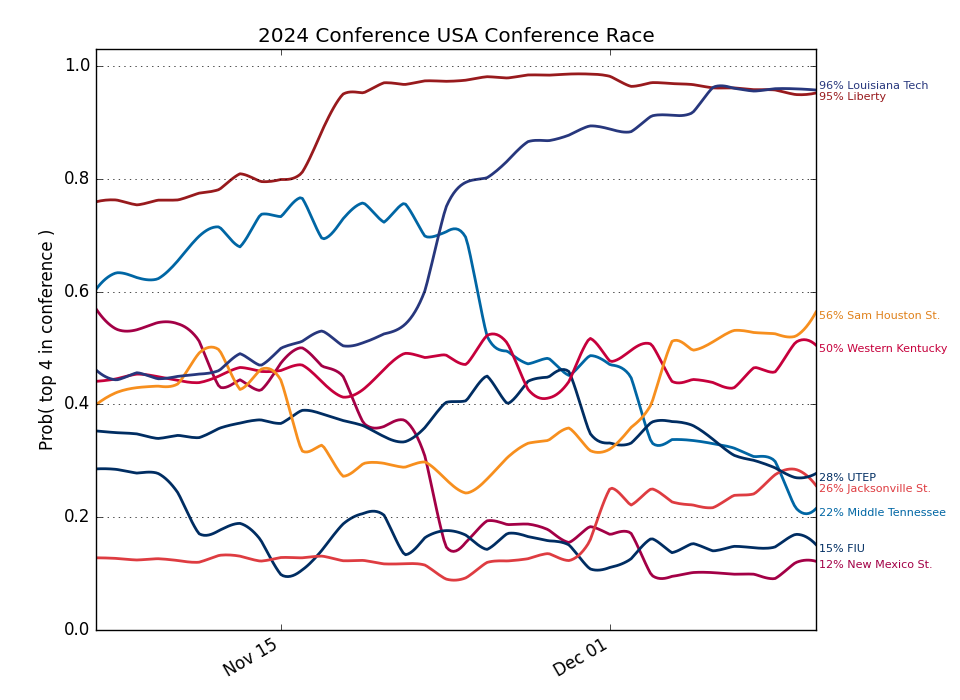 2024 Conference USA Conference Race
Prob( top 4 in conference )
1.0
0.8
0.6
0.4
0.2
0.0
Nov 15
Dec 01
96% Louisiana Tech
95% Liberty
56% Sam Houston St.
50% Western Kentucky
28% UTEP
26% Jacksonville St.
22% Middle Tennessee
15% FIU
12% New Mexico St.